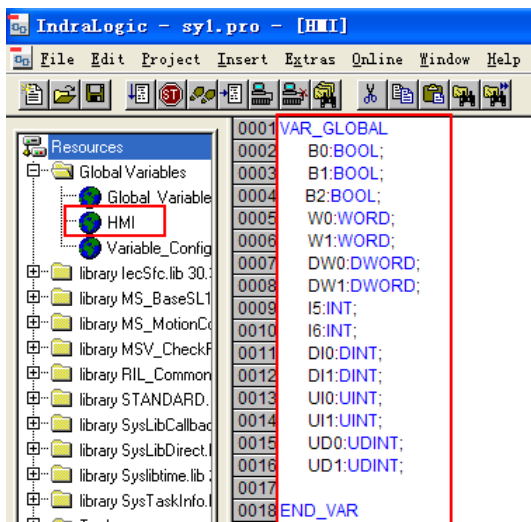 IndraLogic - sy1.pro - [HMI]
File Edit Project Insert Extras Online Window Help
Resources
Global Variables
Global_Variable
HMI
Variable_Config
library IecSfc.lib 30.
library MS_BaseSL1
library MS_MotionCo
library MSV_CheckF
library RIL_Common
library STANDARD.
library SysLibCallbac
library SysLibDirect.l
library Syslibtime.lib
library SysTaskInfo.l
0001 VAR_GLOBAL
0002 B0:BOOL;
0003 B1:BOOL;
0004 B2:BOOL;
0005 W0:WORD;
0006 W1:WORD;
0007 DW0:DWORD;
0008 DW1:DWORD;
0009 I5:INT;
0010 I6:INT;
0011 DI0:DINT;
0012 DI1:DINT;
0013 UI0:UINT;
0014 UI1:UINT;
0015 UD0:UDINT;
0016 UD1:UDINT;
0017
0018 END_VAR